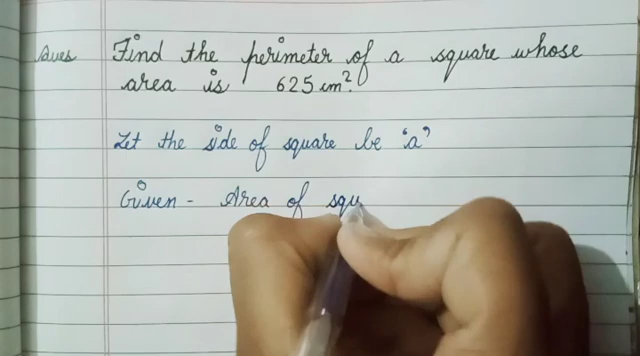 Ques Find the perimeter of a square whose
area is 625 cm².
Let the side of square be 'a'
Given - Area of squ